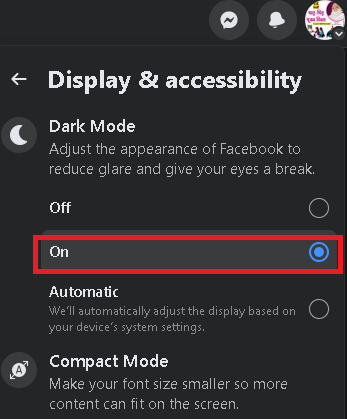 Display & accessibility
Dark Mode
Adjust the appearance of Facebook to
reduce glare and give your eyes a break.
Off
On
Automatic
We'll automatically adjust the display based on
your device's system settings.
A
Compact Mode
Make your font size smaller so more
content can fit on the screen.